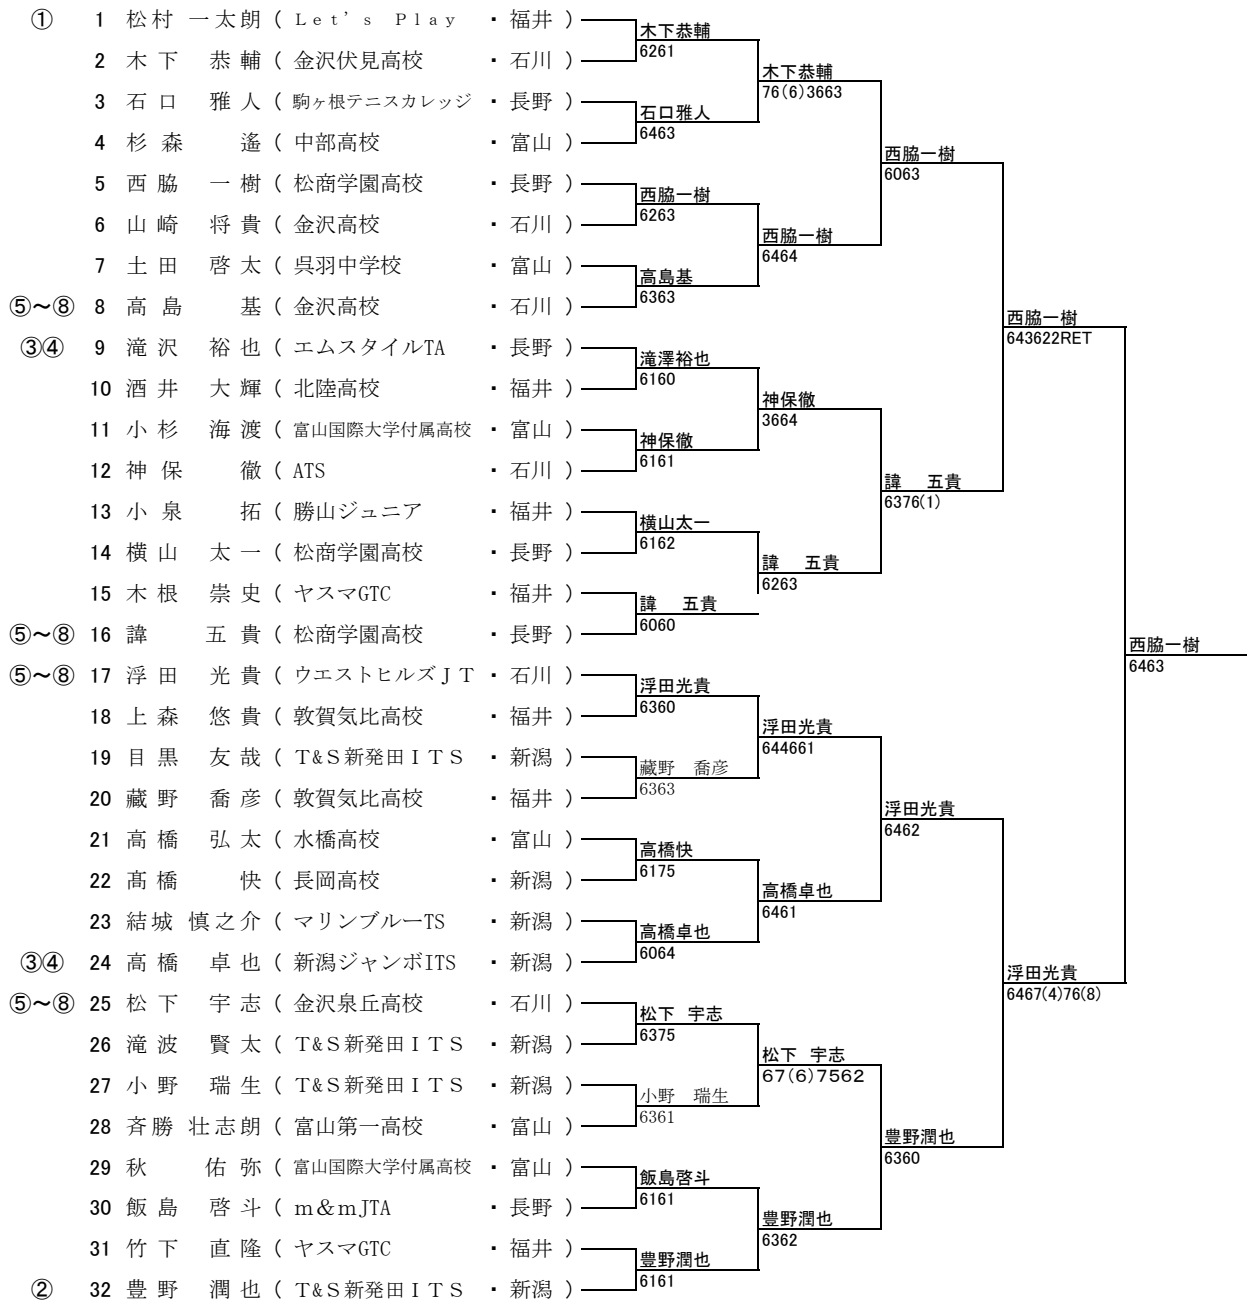 ① 1 松村 一太朗 ( Let's Play ・ 福井 )
2 木下 恭輔 ( 金沢伏見高校 ・ 石川 )
3 石口 雅人 ( 駒ヶ根テニスカレッジ ・ 長野 )
4 杉森 遙 ( 中部高校 ・ 富山 )
5 西脇 一樹 ( 松商学園高校 ・ 長野 )
6 山崎 将貴 ( 金沢高校 ・ 石川 )
7 土田 啓太 ( 呉羽中学校 ・ 富山 )
⑤～⑧ 8 高島 基 ( 金沢高校 ・ 石川 )
③④ 9 滝沢 裕也 ( エムスタイルTA ・ 長野 )
10 酒井 大輝 ( 北陸高校 ・ 福井 )
11 小杉 海渡 ( 富山国際大学付属高校 ・ 富山 )
12 神保 徹 ( ATS ・ 石川 )
13 小泉 拓 ( 勝山ジュニア ・ 福井 )
14 横山 太一 ( 松商学園高校 ・ 長野 )
15 木根 崇史 ( ヤスマGTC ・ 福井 )
⑤～⑧ 16 諱 五貴 ( 松商学園高校 ・ 長野 )
⑤～⑧ 17 浮田 光貴 ( ウエストヒルズＪＴ ・ 石川 )
18 上森 悠貴 ( 敦賀気比高校 ・ 福井 )
19 目黒 友哉 ( T&S新発田ＩＴＳ ・ 新潟 )
20 藏野 喬彦 ( 敦賀気比高校 ・ 福井 )
21 高橋 弘太 ( 水橋高校 ・ 富山 )
22 髙橋 快 ( 長岡高校 ・ 新潟 )
23 結城 慎之介 ( マリンブルーTS ・ 新潟 )
③④ 24 高橋 卓也 ( 新潟ジャンボITS ・ 新潟 )
⑤～⑧ 25 松下 宇志 ( 金沢泉丘高校 ・ 石川 )
26 滝波 賢太 ( T&S新発田ＩＴＳ ・ 新潟 )
27 小野 瑞生 ( T&S新発田ＩＴＳ ・ 新潟 )
28 斉勝 壮志朗 ( 富山第一高校 ・ 富山 )
29 秋 佑弥 ( 富山国際大学付属高校 ・ 富山 )
30 飯島 啓斗 ( ｍ＆ｍJTA ・ 長野 )
31 竹下 直隆 ( ヤスマGTC ・ 福井 )
② 32 豊野 潤也 ( T&S新発田ＩＴＳ ・ 新潟 )
木下恭輔
6261
石口雅人
6463
西脇一樹
6263
高島基
6363
滝澤裕也
6160
神保徹
6161
横山太一
6162
諱 五貴
6060
浮田光貴
6360
藏野 喬彦
6363
高橋快
6175
高橋卓也
6064
松下 宇志
6375
小野 瑞生
6361
飯島啓斗
6161
豊野潤也
6161
木下恭輔
76(6)3663
西脇一樹
6464
神保徹
3664
諱 五貴
6263
浮田光貴
644661
高橋卓也
6461
松下 宇志
67(6)7562
豊野潤也
6362
西脇一樹
6063
諱 五貴
6376(1)
浮田光貴
6462
豊野潤也
6360
西脇一樹
643622RET
浮田光貴
6467(4)76(8)
西脇一樹
6463